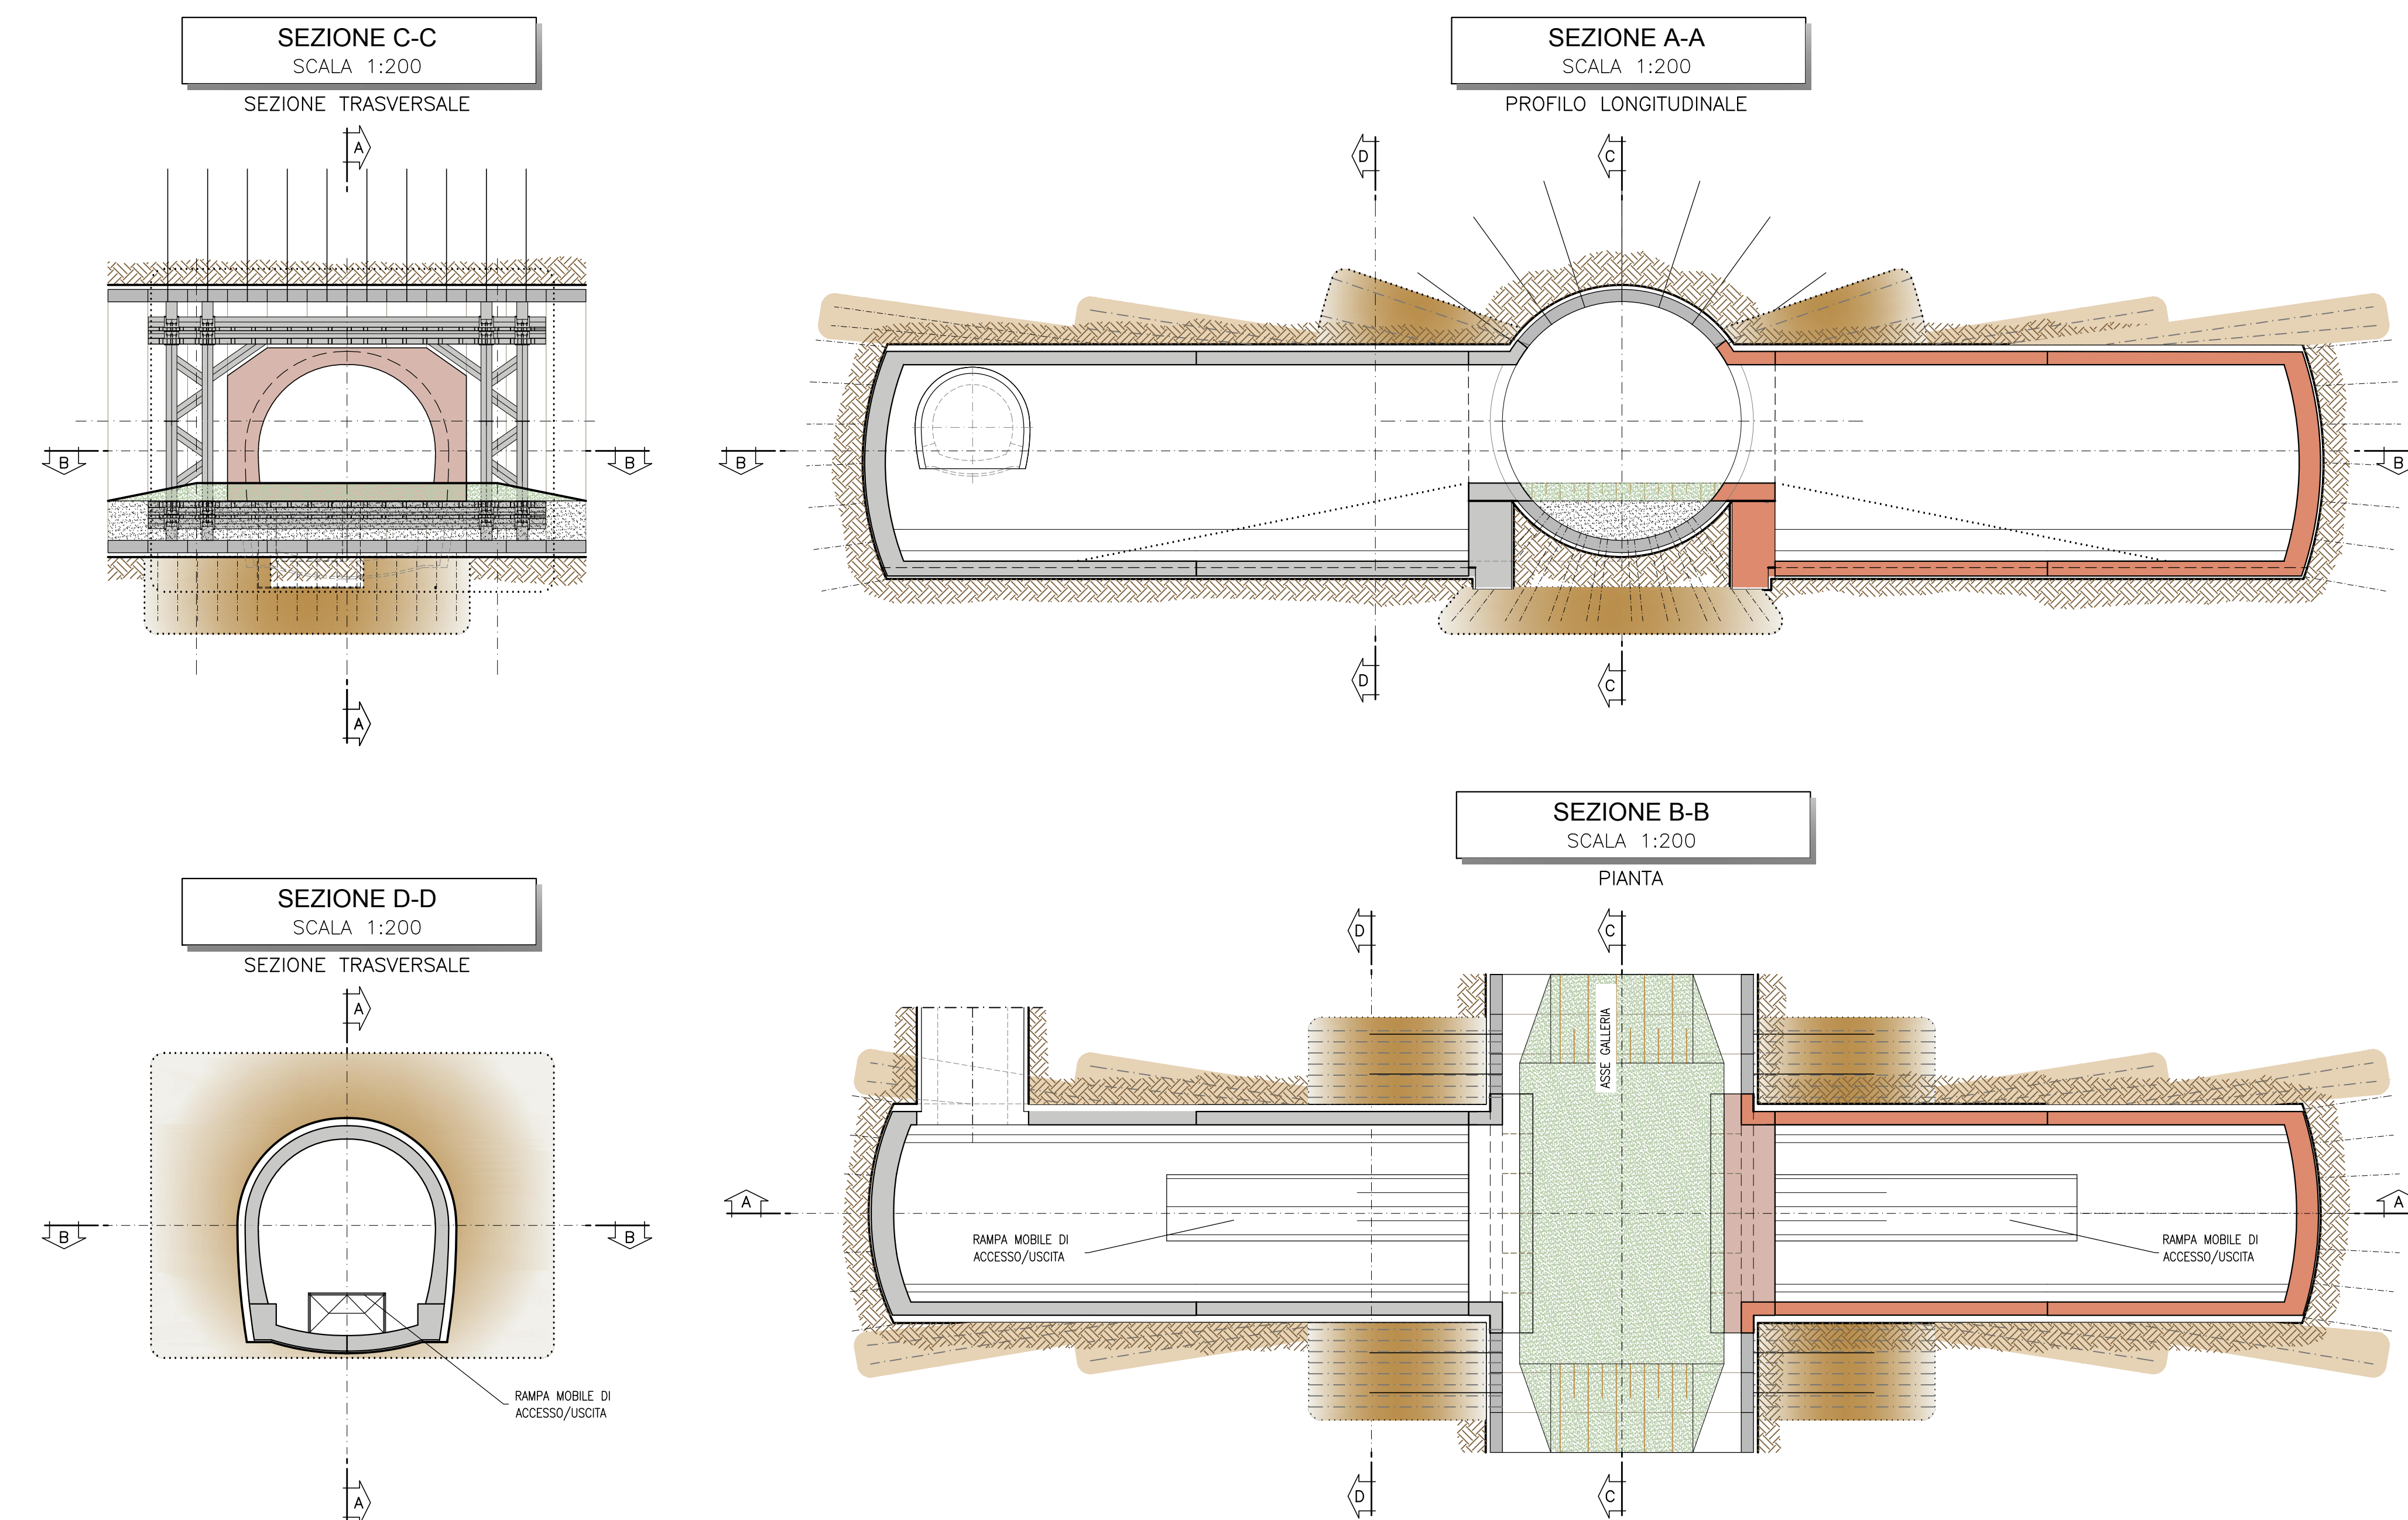 SEZIONE C-C
SCALA 1:200
SEZIONE TRASVERSALE
A
B
B
A
SEZIONE A-A
SCALA 1:200
PROFILO LONGITUDINALE
D
C
B
B
D
C
SEZIONE D-D
SCALA 1:200
SEZIONE TRASVERSALE
A
B
B
RAMPA MOBILE DI
ACCESSO/USCITA
A
SEZIONE B-B
SCALA 1:200
PIANTA
D
C
ASSE GALLERIA
A
A
RAMPA MOBILE DI
ACCESSO/USCITA
RAMPA MOBILE DI
ACCESSO/USCITA
D
C